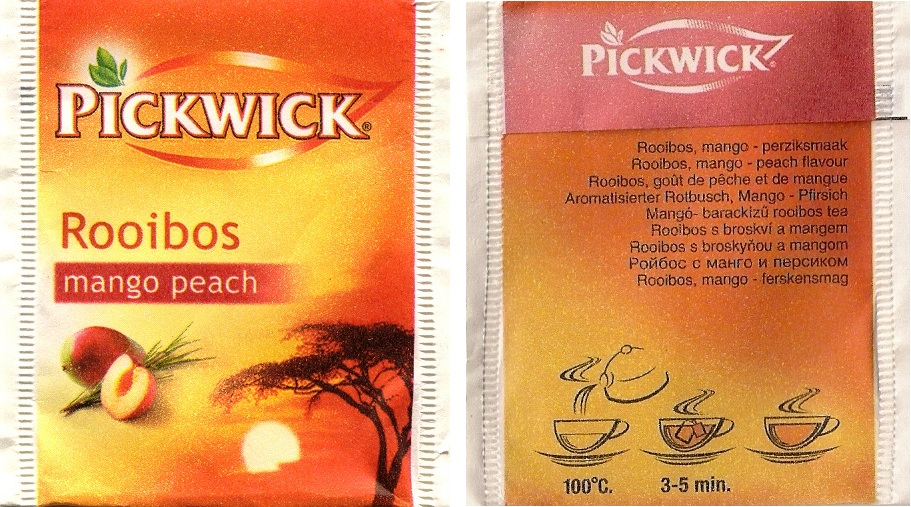 PICKWICK®
Rooibos
mango peach
PICKWICK®
Rooibos, mango - perziksmaak
Rooibos, mango - peach flavour
Rooibos, goût de pêche et de mangue
Aromatisierter Rotbusch, Mango - Pfirsich
Mangó- barackízű rooibos tea
Rooibos s broskví a mangem
Rooibos s broskyňou a mangom
Ройбос с манго и персиком
Rooibos, mango - ferskensmag
100°C. 3-5 min.